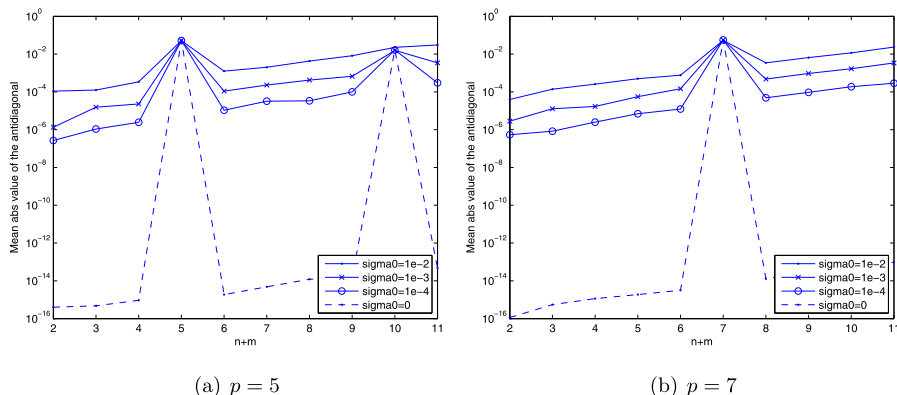 10^0
10^-2
10^-4
10^-6
10^-8
10^-10
10^-12
10^-14
10^-16
Mean abs value of the antidiagonal
2 3 4 5 6 7 8 9 10 11
n+m
sigma0=1e-2
sigma0=1e-3
sigma0=1e-4
sigma0=0
(a) p = 5
10^0
10^-2
10^-4
10^-6
10^-8
10^-10
10^-12
10^-14
10^-16
Mean abs value of the antidiagonal
2 3 4 5 6 7 8 9 10 11
n+m
sigma0=1e-2
sigma0=1e-3
sigma0=1e-4
sigma0=0
(b) p = 7